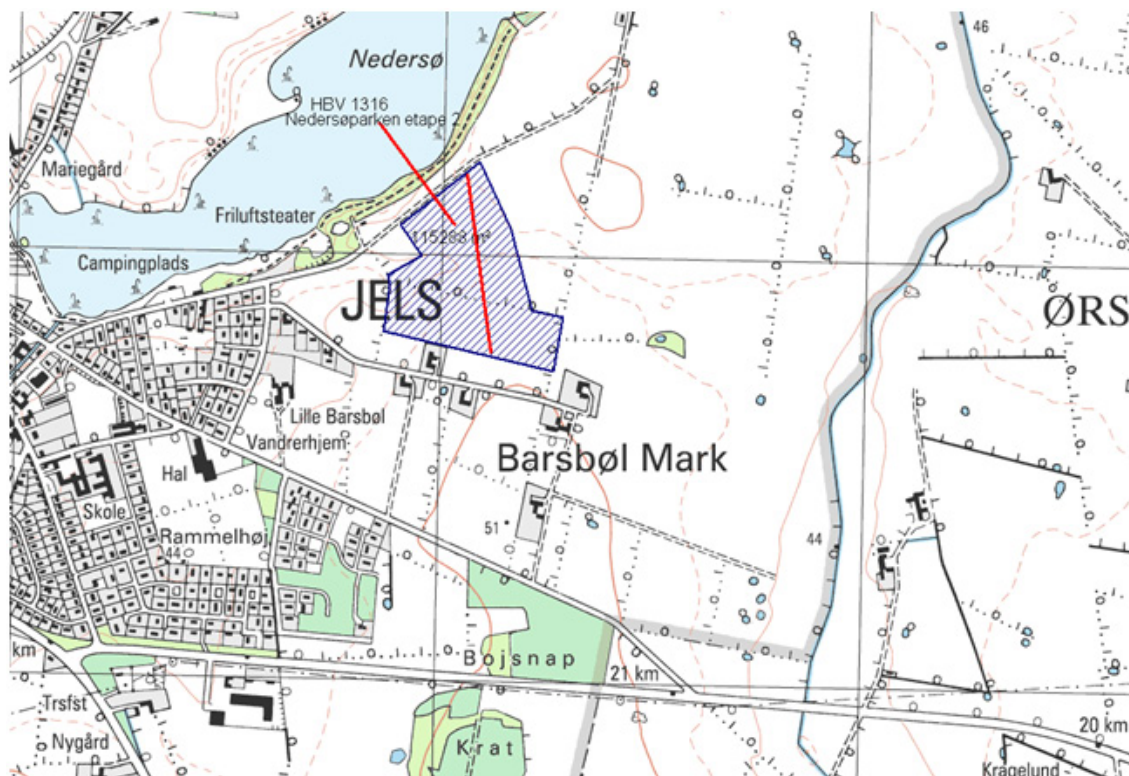 46
Nedersø
HBV 1316
Nedersøparken etape 2
Mariegård
Friluftsteater
115288 m²
Campingplads
JELS
ØRS
Lille Barsbøl
Vandrerhjem
Barsbøl Mark
Hal
Skole
51
Rammelhøj
44
44
Bojsnap
km
21 km
Trsfst
20 km
Nygård
Krat
Kragelund